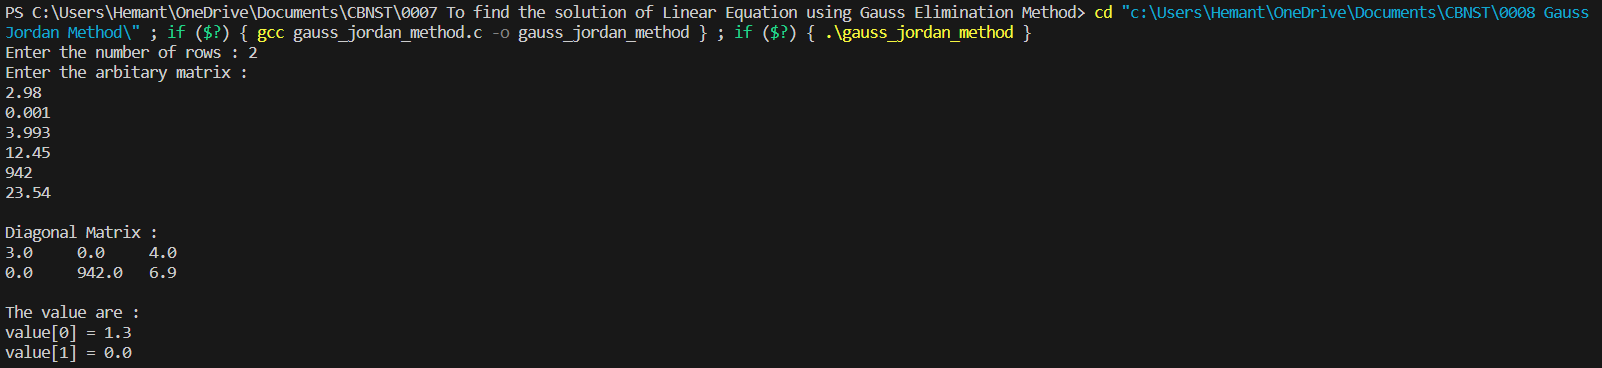 PS C:\Users\Hemant\OneDrive\Documents\CBNST\0007 To find the solution of Linear Equation using Gauss Elimination Method> cd "c:\Users\Hemant\OneDrive\Documents\CBNST\0008 Gauss
Jordan Method\" ; if ($?) { gcc gauss_jordan_method.c -o gauss_jordan_method } ; if ($?) { .\gauss_jordan_method }
Enter the number of rows : 2
Enter the arbitary matrix :
2.98
0.001
3.993
12.45
942
23.54
Diagonal Matrix :
3.0 0.0 4.0
0.0 942.0 6.9
The value are :
value[0] = 1.3
value[1] = 0.0